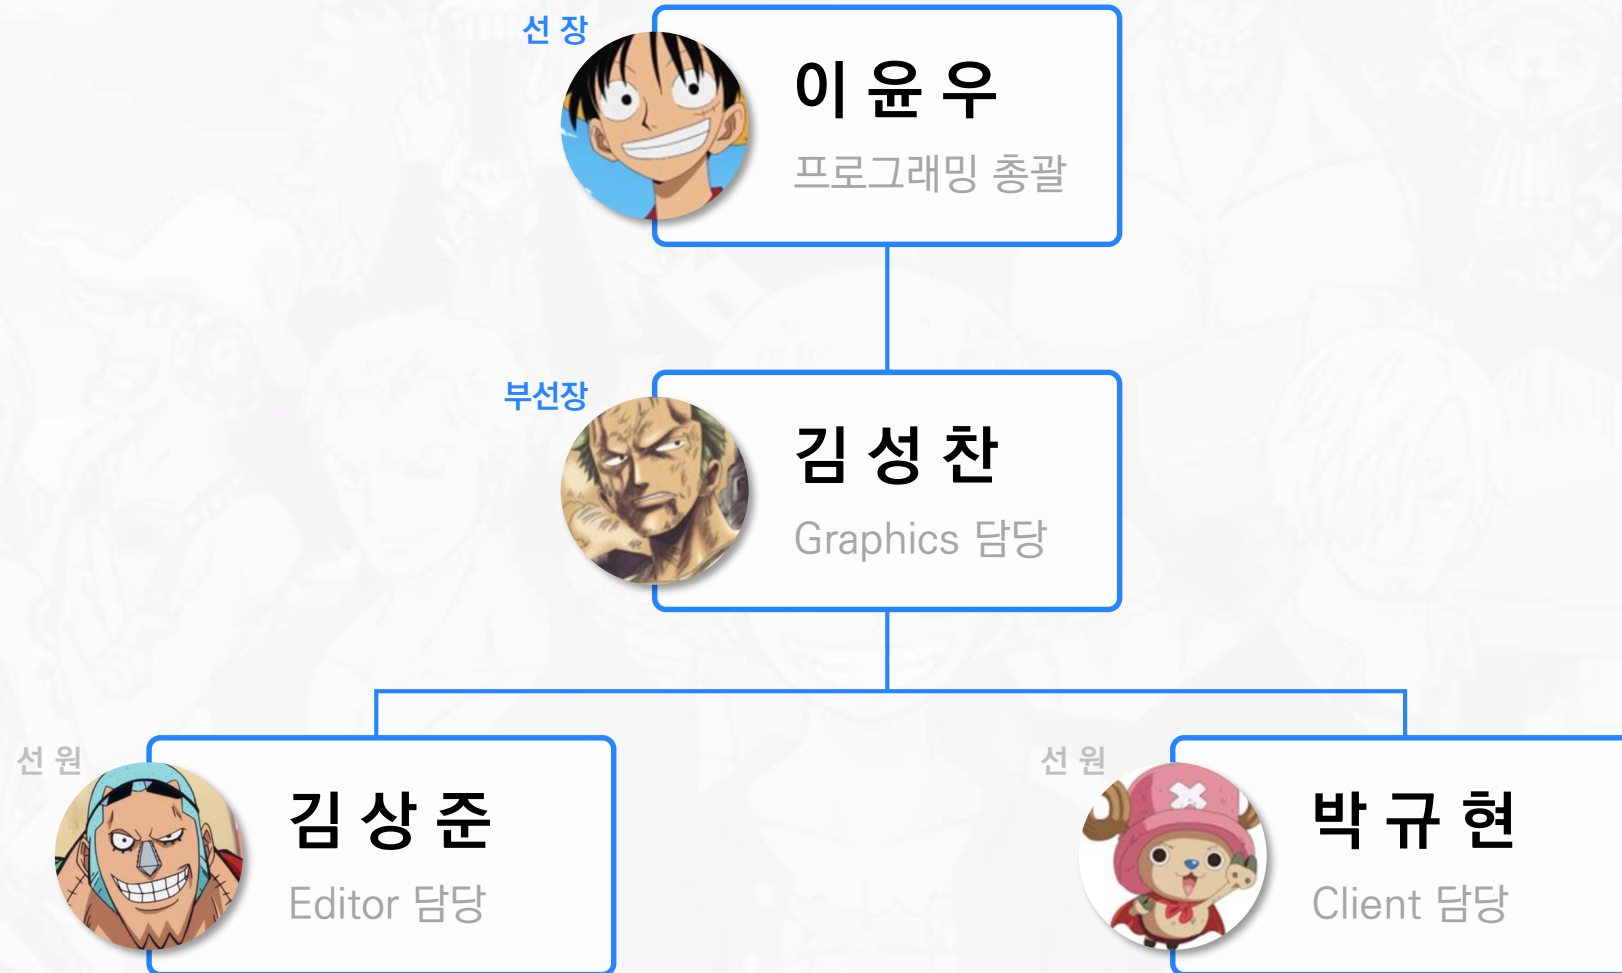 선 장
이 윤 우
프로그래밍 총괄
부선장
김 성 찬
Graphics 담당
선 원
김 상 준
Editor 담당
선 원
박 규 현
Client 담당